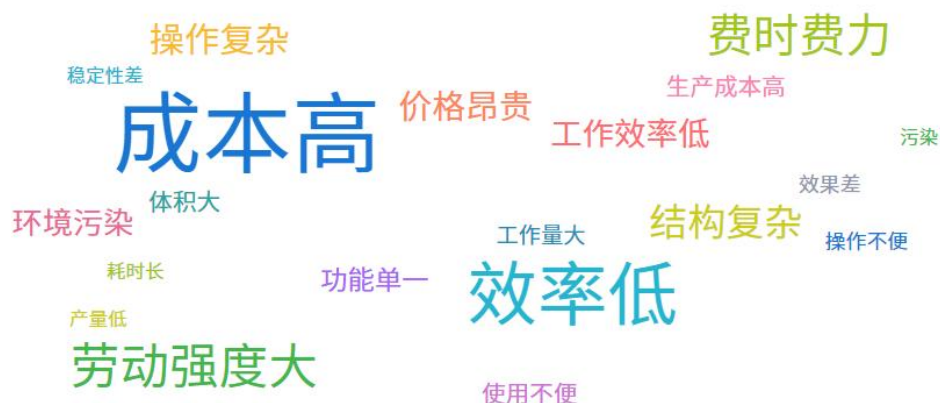 操作复杂
费时费力
稳定性差
生产成本高
成本高
价格昂贵
工作效率低
污染
效果差
体积大
环境污染
结构复杂
工作量大
操作不便
耗时长
功能单一
效率低
产量低
劳动强度大
使用不便